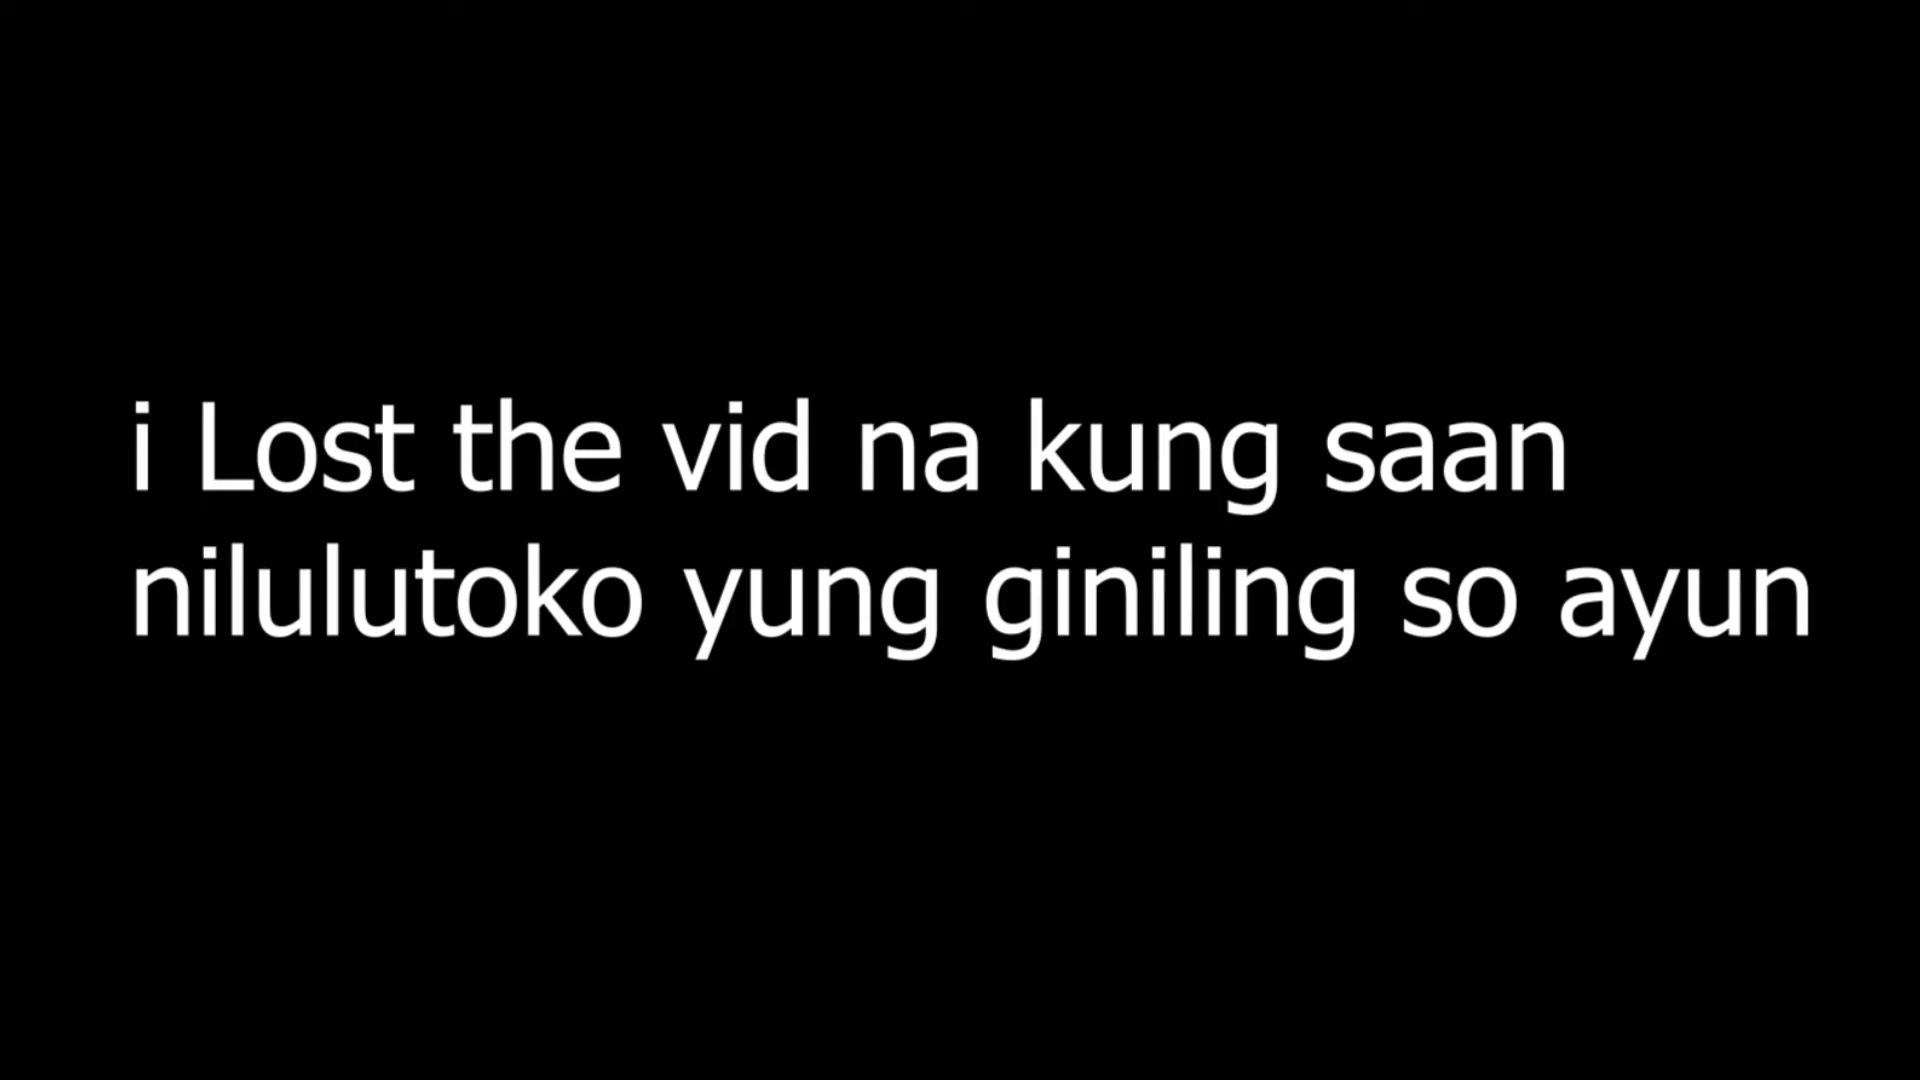 i Lost the vid na kung saan
nilulutoko yung giniling so ayun